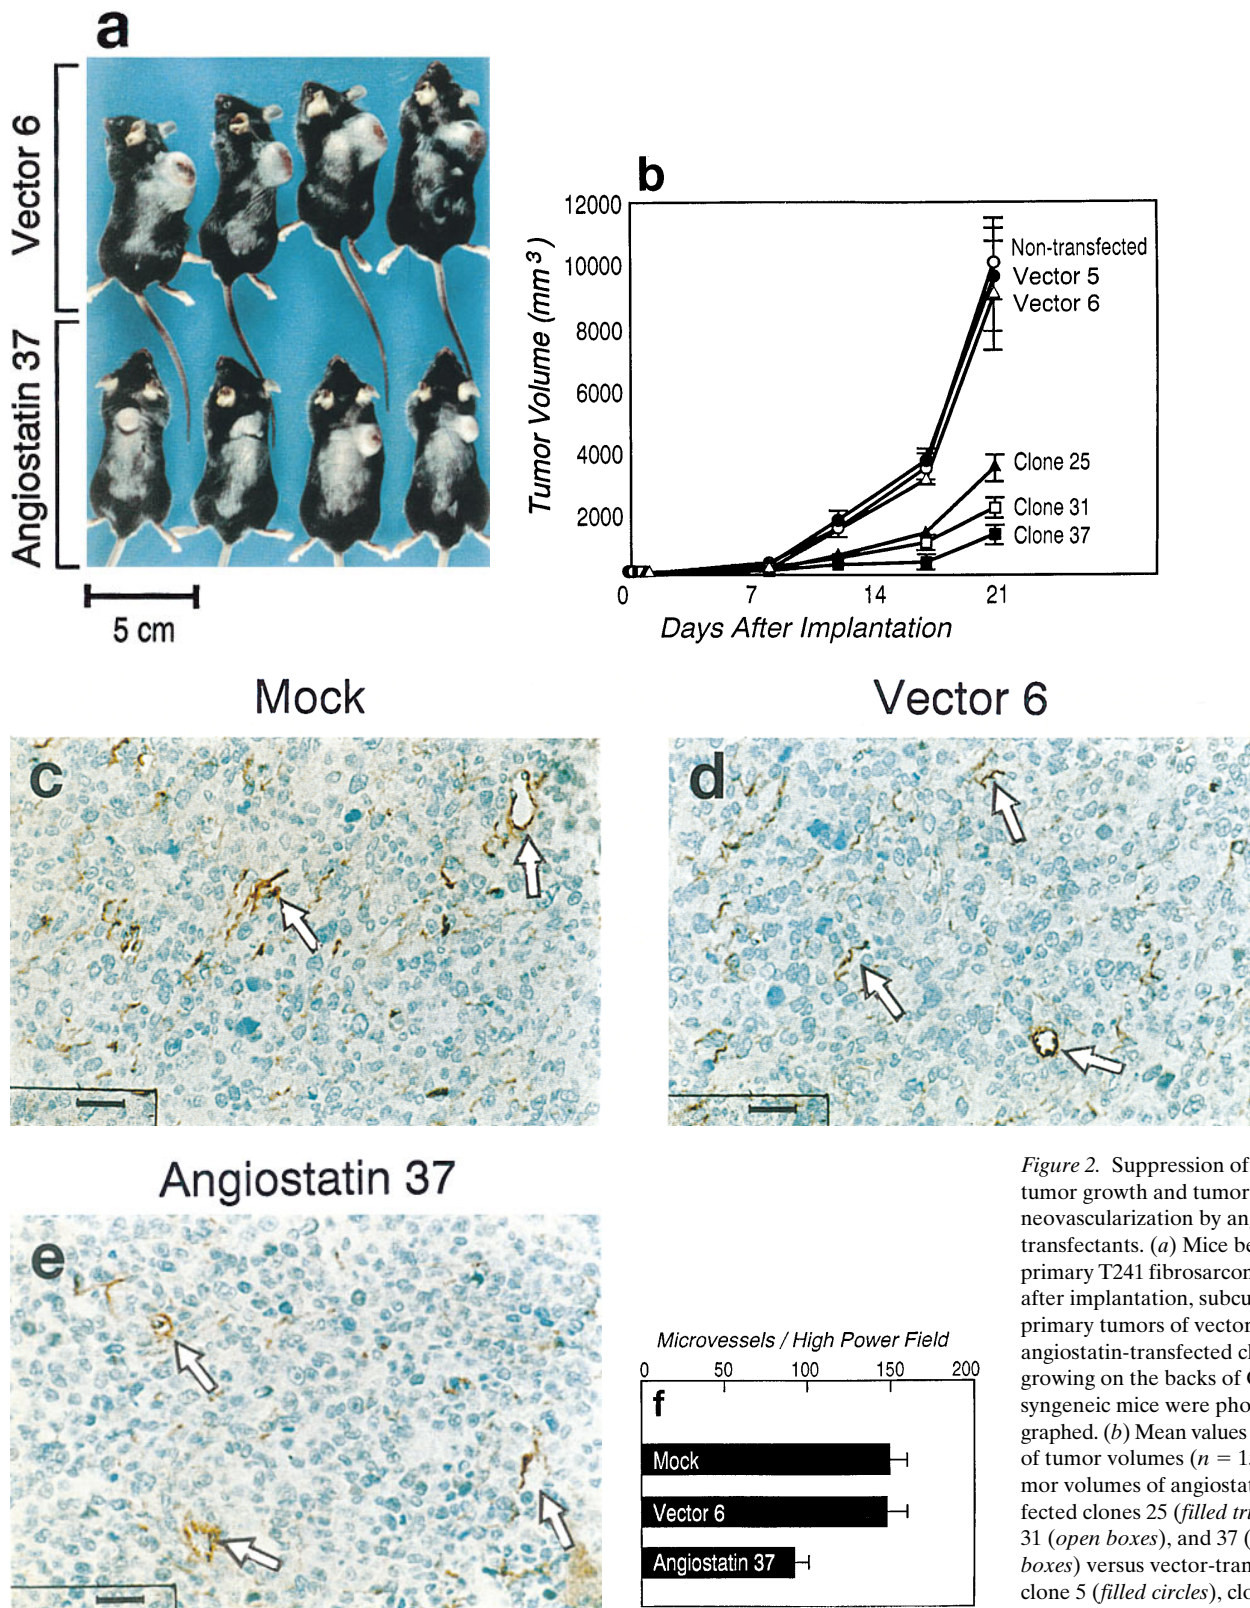 a
Vector 6
Angiostatin 37
5 cm
b
Tumor Volume (mm³)
12000
10000
8000
6000
4000
2000
0
7
14
21
Days After Implantation
Non-transfected
Vector 5
Vector 6
Clone 25
Clone 31
Clone 37
Mock
c
Vector 6
d
Angiostatin 37
e
Microvessels / High Power Field
0 50 100 150 200
f
Mock
Vector 6
Angiostatin 37
Figure 2. Suppression of
tumor growth and tumor
neovascularization by an
transfectants. (a) Mice be
primary T241 fibrosarcon
after implantation, subcu
primary tumors of vector
angiostatin-transfected cl
growing on the backs of
syngeneic mice were pho
graphed. (b) Mean values
of tumor volumes (n = 1
mor volumes of angiostat
fected clones 25 (filled tri
31 (open boxes), and 37 (
boxes) versus vector-tran
clone 5 (filled circles), clo